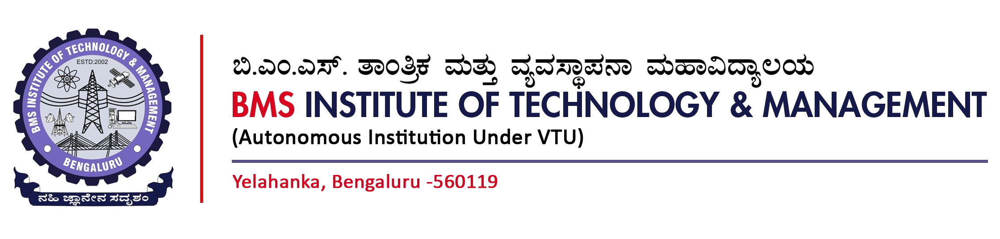 BMS INSTITUTE OF TECHNOLOGY & MANAGEMENT
ESTD:2002
BENGALURU
ನಹಿ ಜ್ಞಾನೇನ ಸದೃಶಂ
ಬಿ.ಎಂ.ಎಸ್. ತಾಂತ್ರಿಕ ಮತ್ತು ವ್ಯವಸ್ಥಾಪನಾ ಮಹಾವಿದ್ಯಾಲಯ
BMS INSTITUTE OF TECHNOLOGY & MANAGEMENT
(Autonomous Institution Under VTU)
Yelahanka, Bengaluru -560119